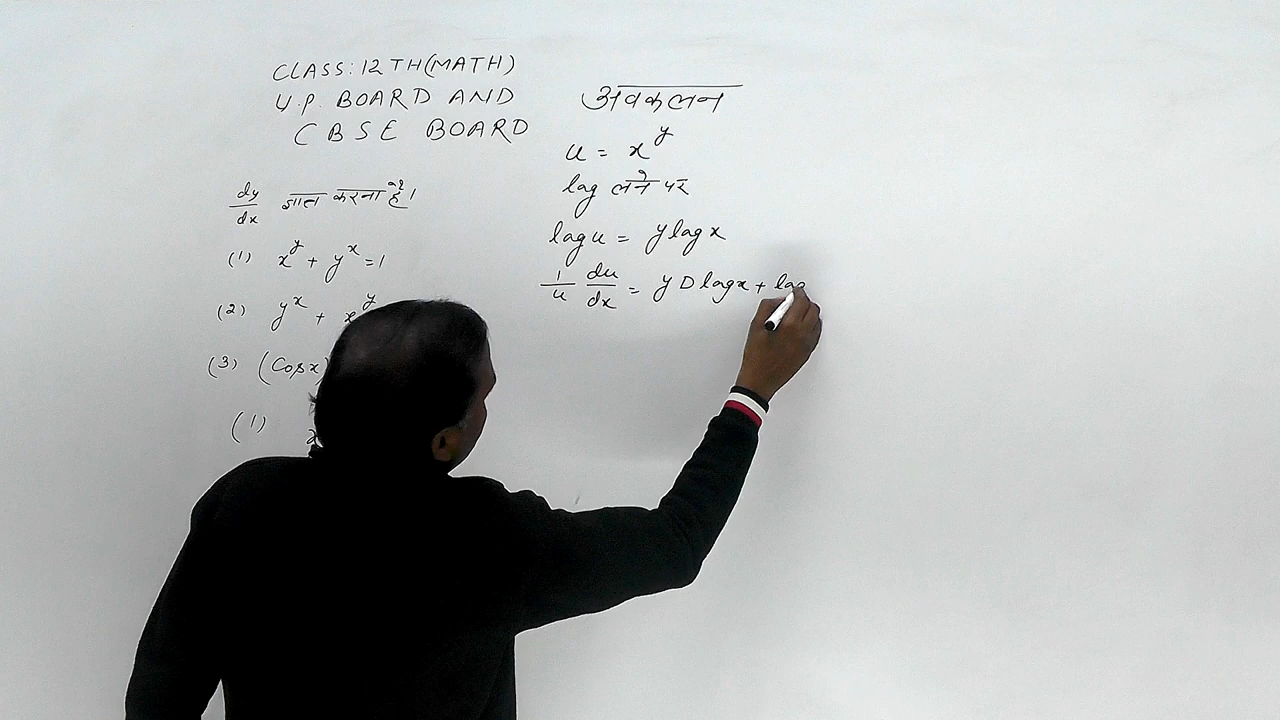 CLASS: 12 TH(MATH)
U.P. BOARD AND
CBSE BOARD
dy/dx ज्ञात करना है।
(1) x^y + y^x = 1
(2) y^x + x^y
(3) (Cosx)
(1)
अवकलन
u = x^y
log लेने पर
log u = y log x
1/u du/dx = y D log x + log